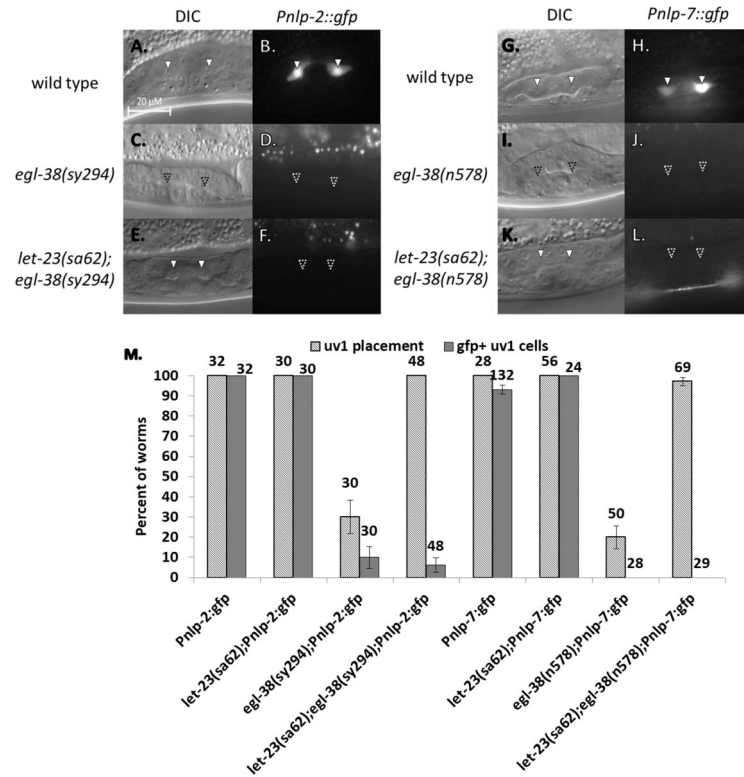 DIC Pnlp-2::gfp DIC Pnlp-7::gfp
wild type A. B. wild type G. H.
20 µM
egl-38(sy294) C. D. egl-38(n578) I. J.
let-23(sa62);
egl-38(sy294) E. F. let-23(sa62);
egl-38(n578) K. L.
M. uv1 placement gfp+ uv1 cells
32 32 30 30 30 30 48 48 28 132 56 24 50 28 69 29
Percent of worms
100
90
80
70
60
50
40
30
20
10
0
Pnlp-2:gfp
let-23(sa62);Pnlp-2:gfp
egl-38(sy294);Pnlp-2:gfp
let-23(sa62);egl-38(sy294);Pnlp-2:gfp
Pnlp-7:gfp
let-23(sa62);Pnlp-7:gfp
egl-38(n578);Pnlp-7:gfp
let-23(sa62);egl-38(n578);Pnlp-7:gfp